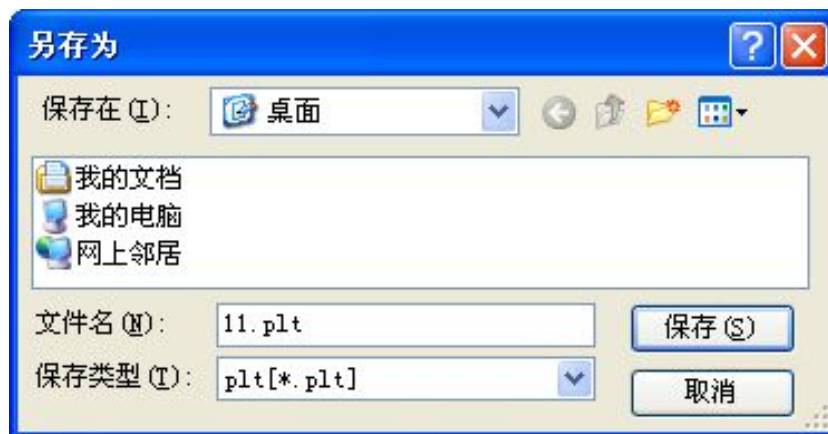 另存为
保存在(I): 桌面
我的文档
我的电脑
网上邻居
文件名(N): 11.plt 保存(S)
保存类型(T): plt[*.plt] 取消